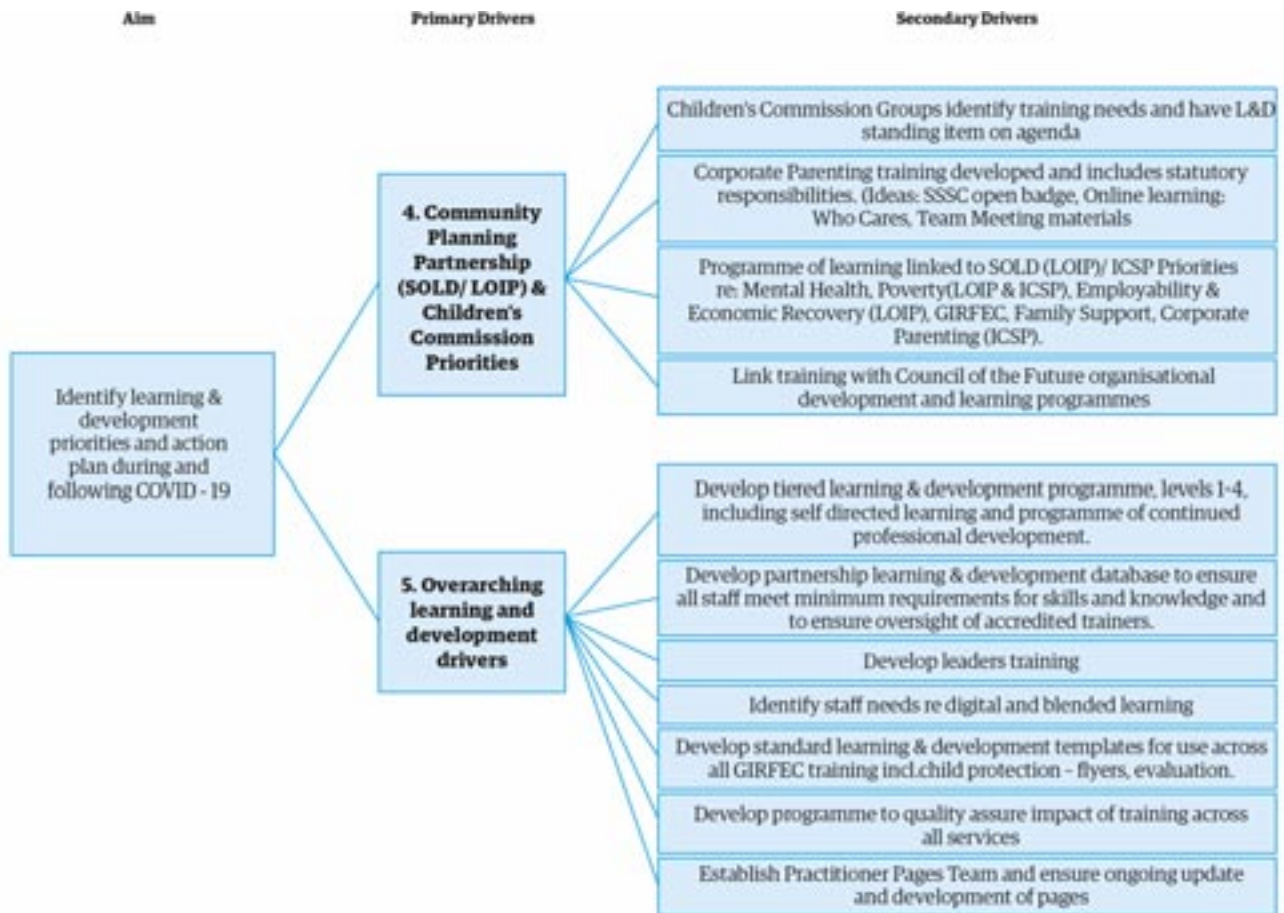 Aim
Primary Drivers
Secondary Drivers
Identify learning &
development
priorities and action
plan during and
following COVID - 19
4. Community
Planning
Partnership
(SOLD/ LOIP) &
Children's
Commission
Priorities
Children's Commission Groups identify training needs and have L&D
standing item on agenda
Corporate Parenting training developed and includes statutory
responsibilities. (Ideas: SSSC open badge, Online learning:
Who Cares, Team Meeting materials
Programme of learning linked to SOLD (LOIP)/ ICSP Priorities
re: Mental Health, Poverty(LOIP & ICSP), Employability &
Economic Recovery (LOIP), GIRFEC, Family Support, Corporate
Parenting (ICSP).
Link training with Council of the Future organisational
development and learning programmes
5. Overarching
learning and
development
drivers
Develop tiered learning & development programme, levels 1-4,
including self directed learning and programme of continued
professional development.
Develop partnership learning & development database to ensure
all staff meet minimum requirements for skills and knowledge and
to ensure oversight of accredited trainers.
Develop leaders training
Identify staff needs re digital and blended learning
Develop standard learning & development templates for use across
all GIRFEC training incl.child protection – flyers, evaluation.
Develop programme to quality assure impact of training across
all services
Establish Practitioner Pages Team and ensure ongoing update
and development of pages